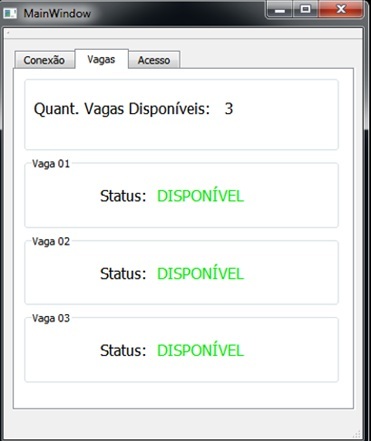 MainWindow
Conexão Vagas Acesso
Quant. Vagas Disponíveis: 3
Vaga 01
Status: DISPONÍVEL
Vaga 02
Status: DISPONÍVEL
Vaga 03
Status: DISPONÍVEL